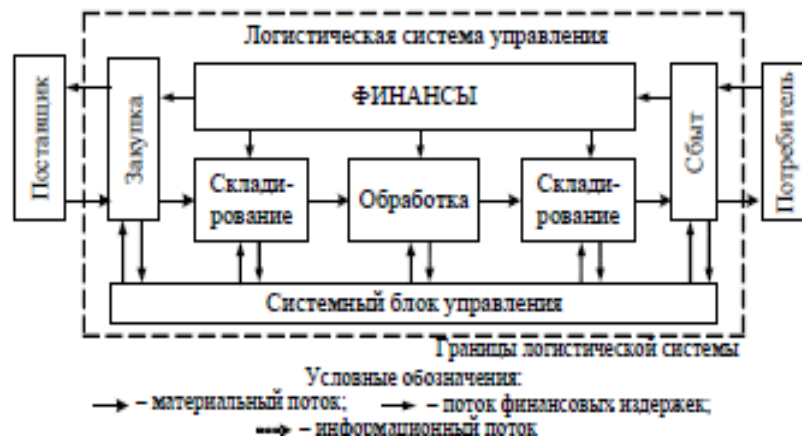 Логистическая система управления
Поставщик
Закупка
ФИНАНСЫ
Сбыт
Потребитель
Склади-
рование
Обработка
Склади-
рование
Системный блок управления
Границы логистической системы
Условные обозначения:
– материальный поток; – поток финансовых издержек;
– информационный поток